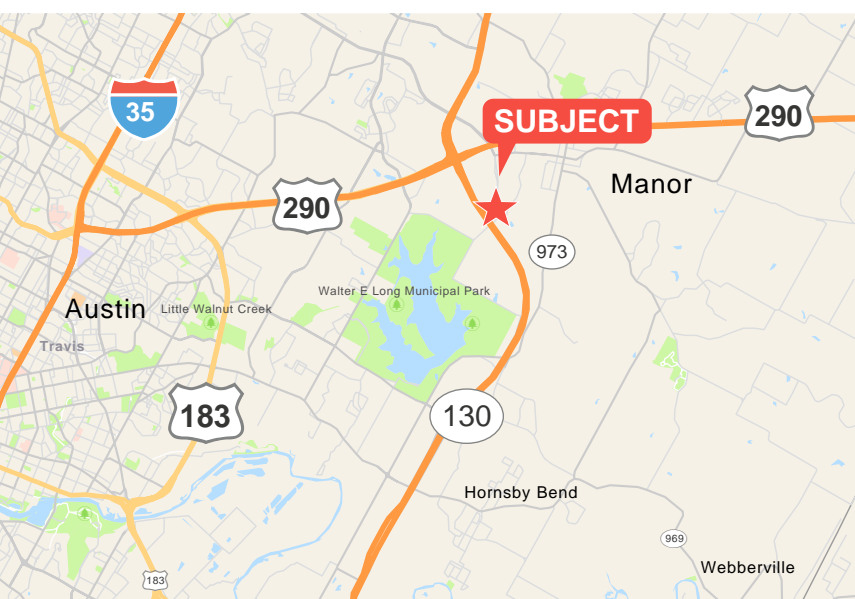 35
SUBJECT
290
Manor
290
973
Walter E Long Municipal Park
Austin
Little Walnut Creek
Travis
183
130
Hornsby Bend
969
Webberville
183